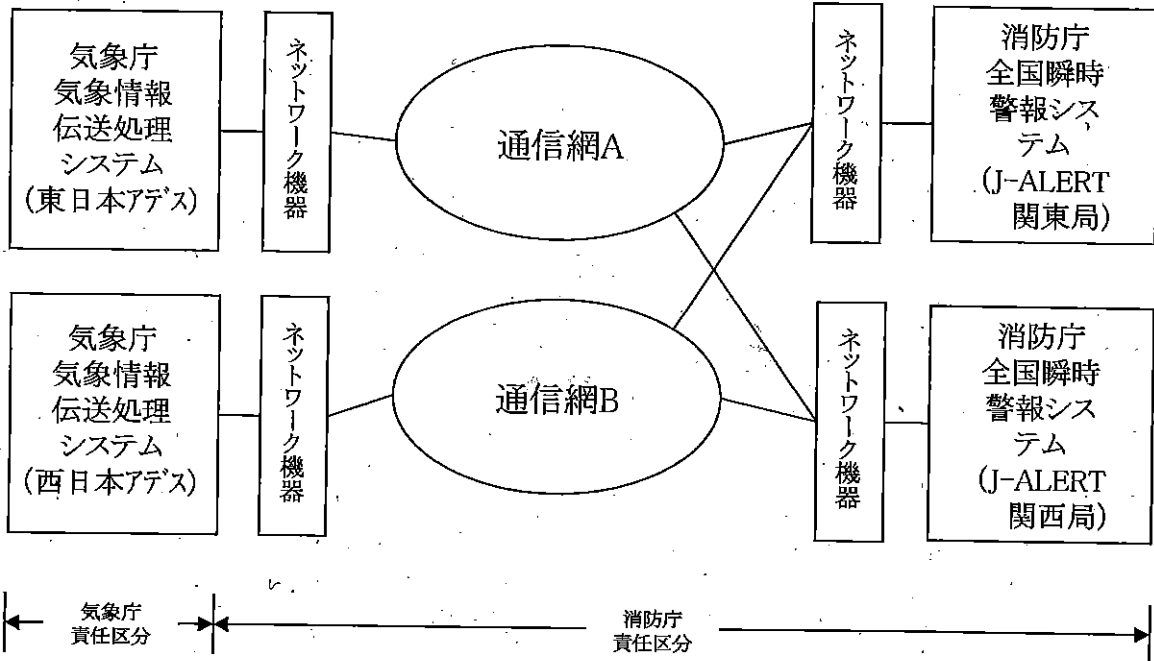 気象庁
気象情報
伝送処理
システム
(東日本アデス)
ネットワーク機器
通信網A
ネットワーク機器
消防庁
全国瞬時
警報シス
テム
(J-ALERT
関東局)
気象庁
気象情報
伝送処理
システム
(西日本アデス)
ネットワーク機器
通信網B
ネットワーク機器
消防庁
全国瞬時
警報シス
テム
(J-ALERT
関西局)
気象庁
責任区分
消防庁
責任区分